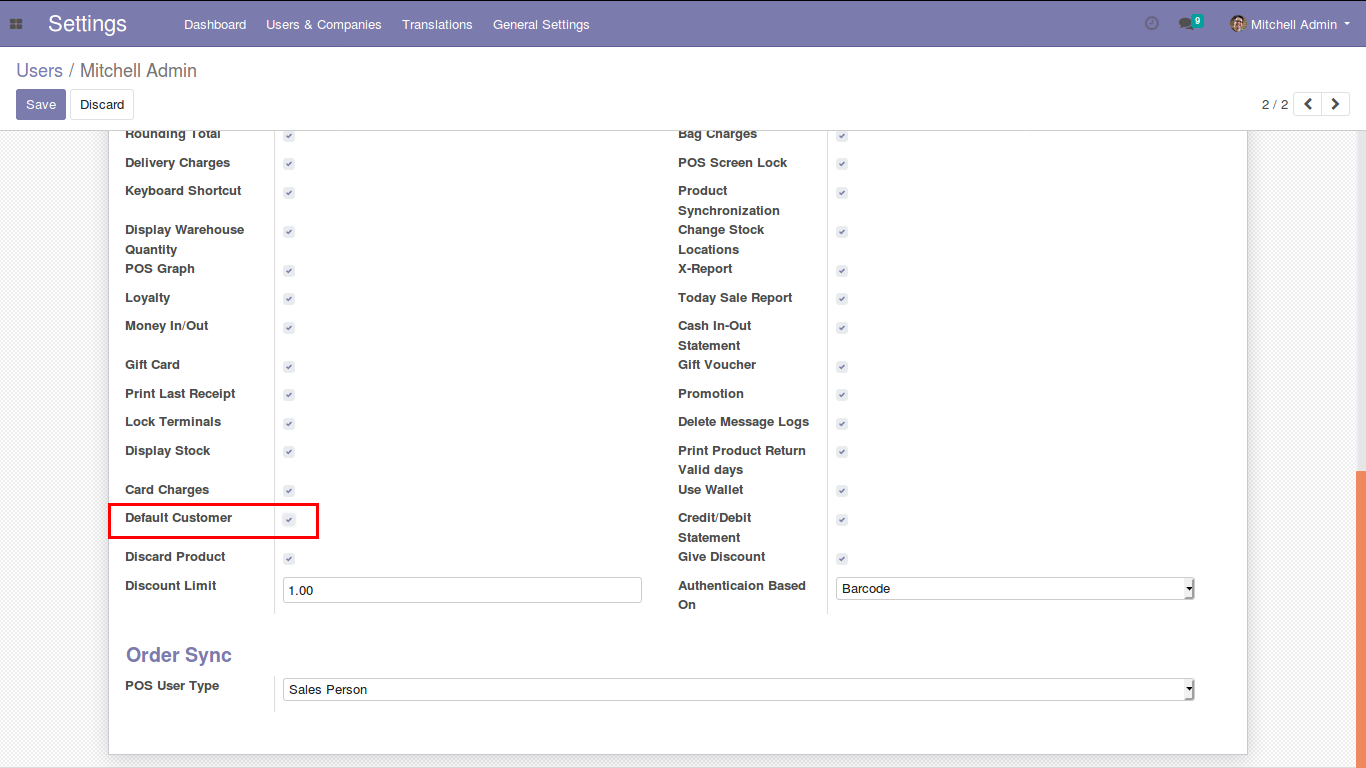 Settings
Dashboard Users & Companies Translations General Settings
9
Mitchell Admin
Users / Mitchell Admin
Save Discard
2 / 2
Rounding Total
Bag Charges
Delivery Charges
POS Screen Lock
Keyboard Shortcut
Product
Synchronization
Display Warehouse
Quantity
Change Stock
Locations
POS Graph
X-Report
Loyalty
Today Sale Report
Money In/Out
Cash In-Out
Statement
Gift Card
Gift Voucher
Print Last Receipt
Promotion
Lock Terminals
Delete Message Logs
Display Stock
Print Product Return
Valid days
Card Charges
Use Wallet
Default Customer
Credit/Debit
Statement
Discard Product
Give Discount
Discount Limit
1.00
Authenticaion Based
On
Barcode
Order Sync
POS User Type
Sales Person